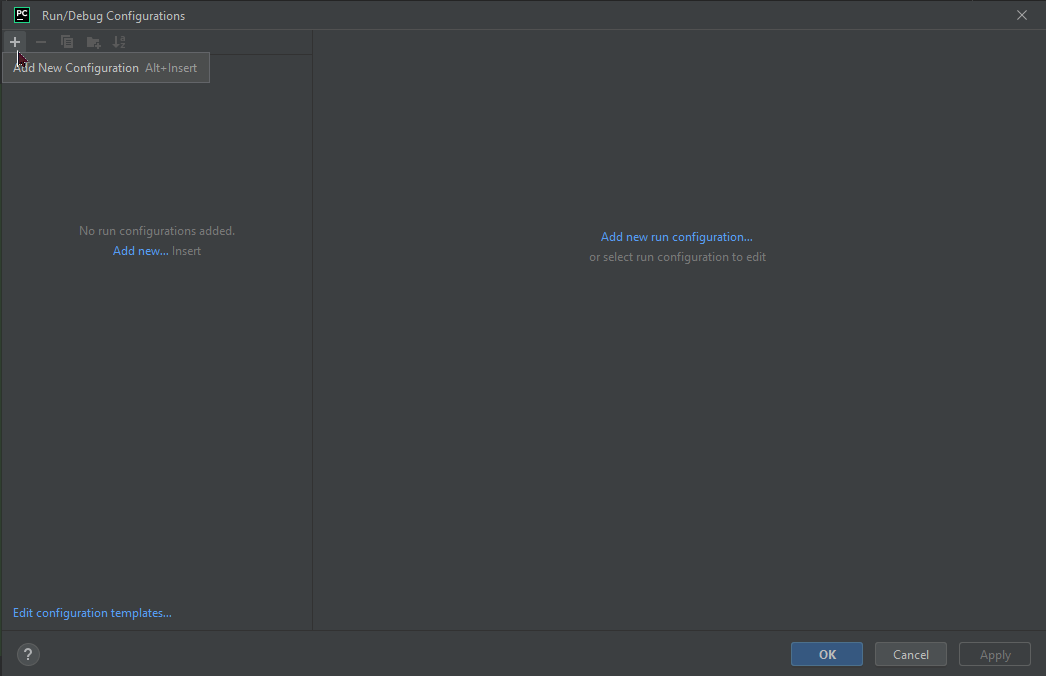 PC Run/Debug Configurations
Add New Configuration Alt+Insert
No run configurations added.
Add new... Insert
Add new run configuration...
or select run configuration to edit
Edit configuration templates...
?
OK Cancel Apply